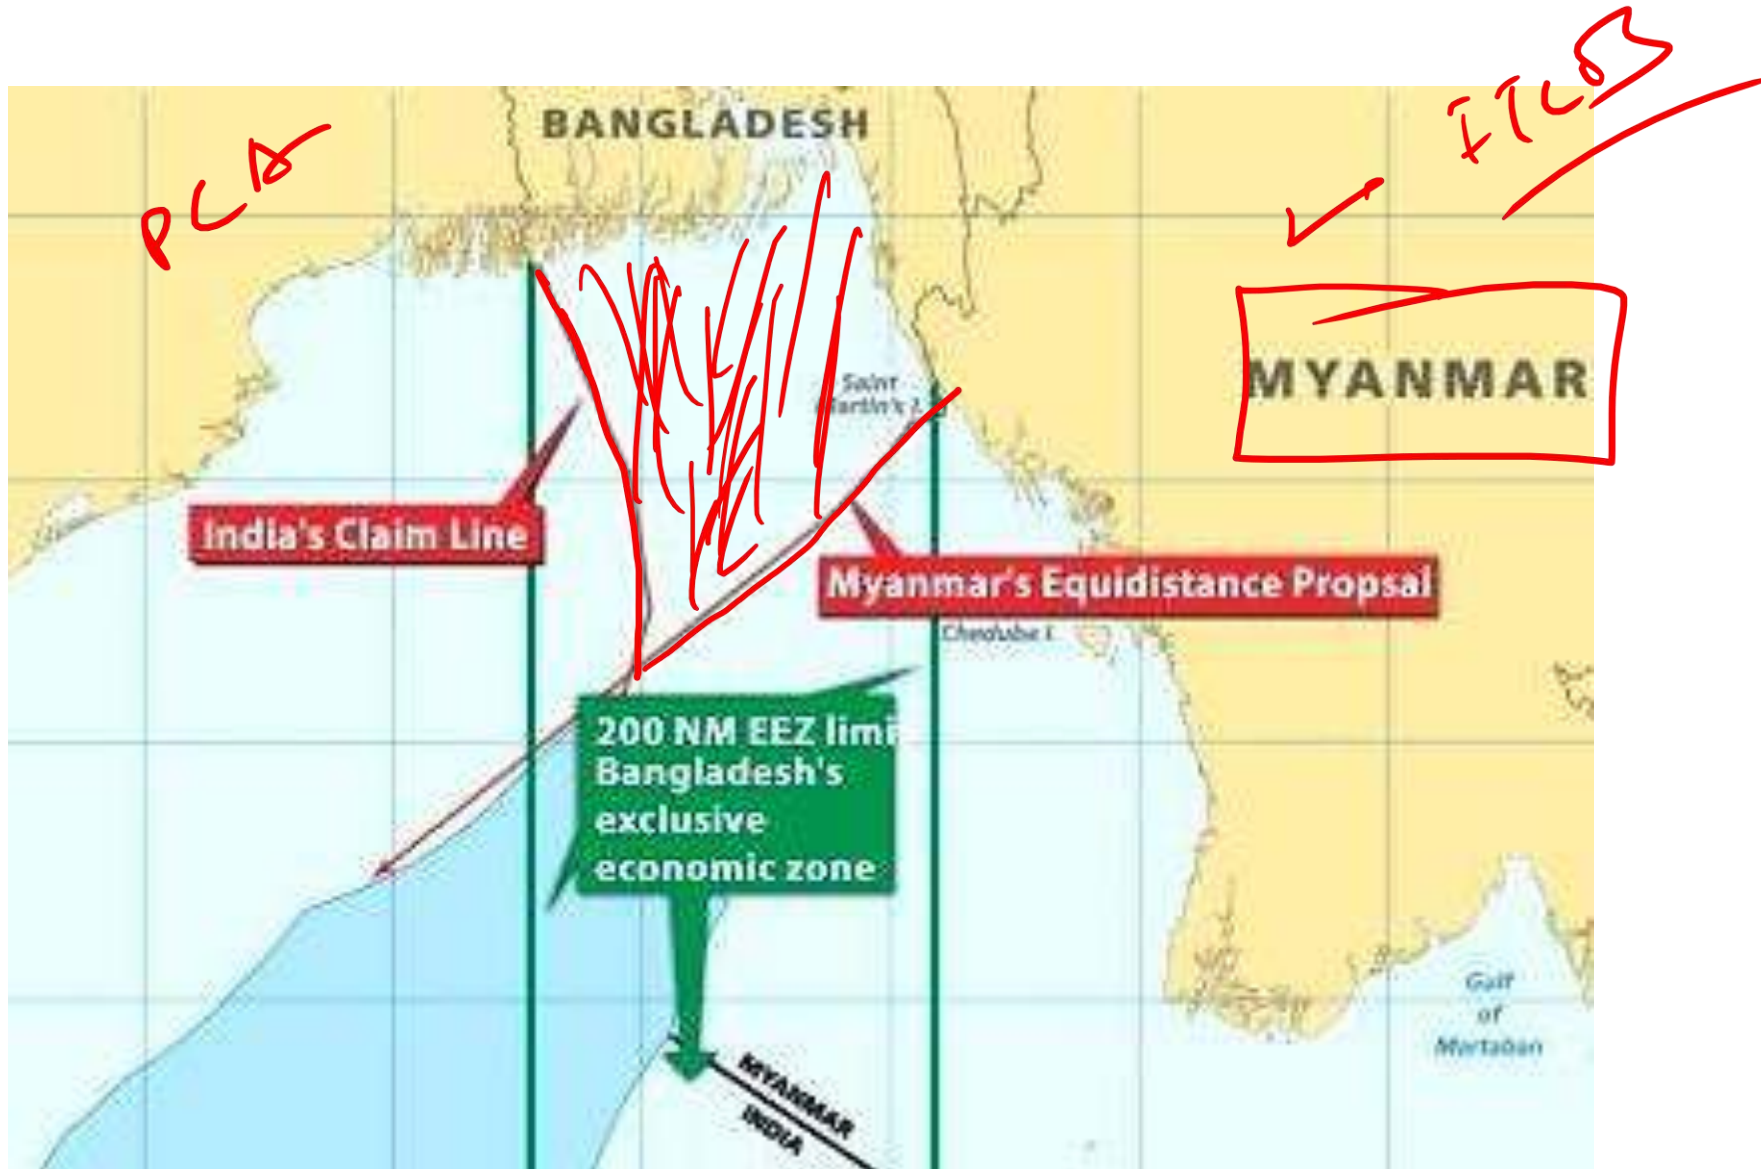 ITLOS
BANGLADESH
PCA
MYANMAR
Saint
Martin's I.
India's Claim Line
Myanmar's Equidistance Propsal
Cheduba I.
200 NM EEZ limi
Bangladesh's
exclusive
economic zone
Gulf
of
Martaban
MYANMAR
INDIA